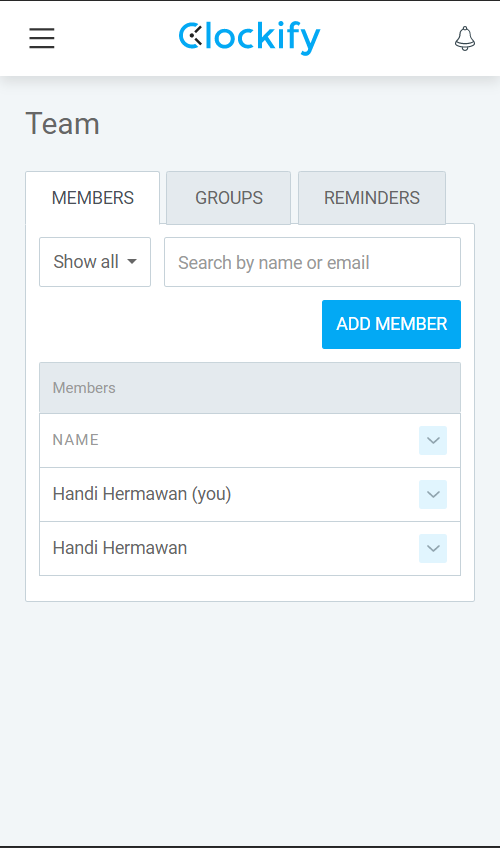 Clockify
Team
MEMBERS GROUPS REMINDERS
Show all Search by name or email
ADD MEMBER
Members
NAME
Handi Hermawan (you)
Handi Hermawan